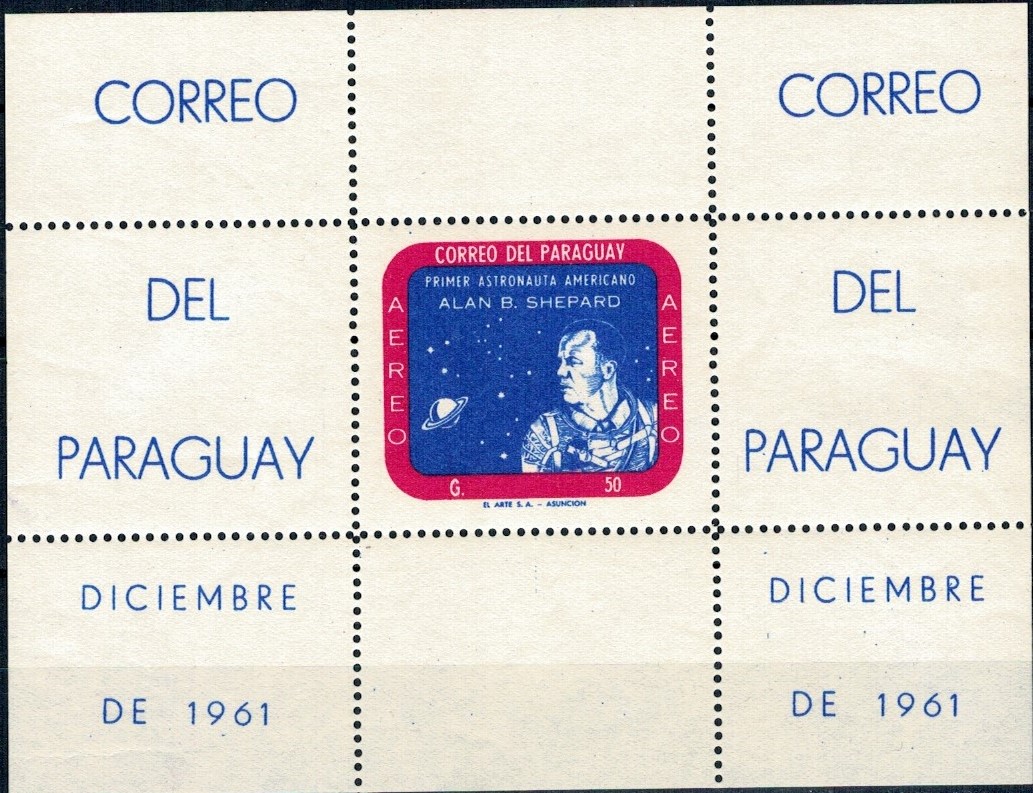 CORREO
DEL
PARAGUAY
DICIEMBRE
DE 1961
CORREO DEL PARAGUAY
PRIMER ASTRONAUTA AMERICANO
ALAN B. SHEPARD
AEREO
AEREO
G. 50
EL ARTE S. A. - ASUNCION
CORREO
DEL
PARAGUAY
DICIEMBRE
DE 1961